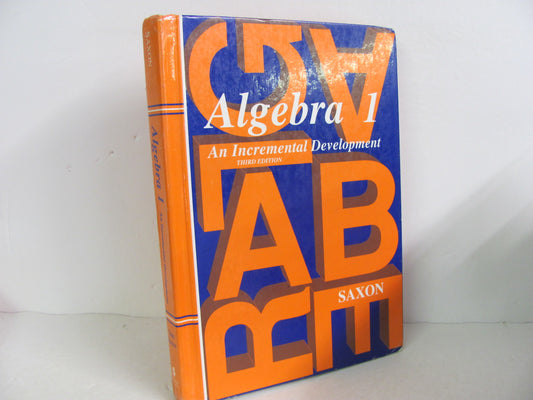 SAXON
Algebra 1
Algebra 1
An Incremental Development
THIRD EDITION
SAXON
G
A
L
A
B
R
E